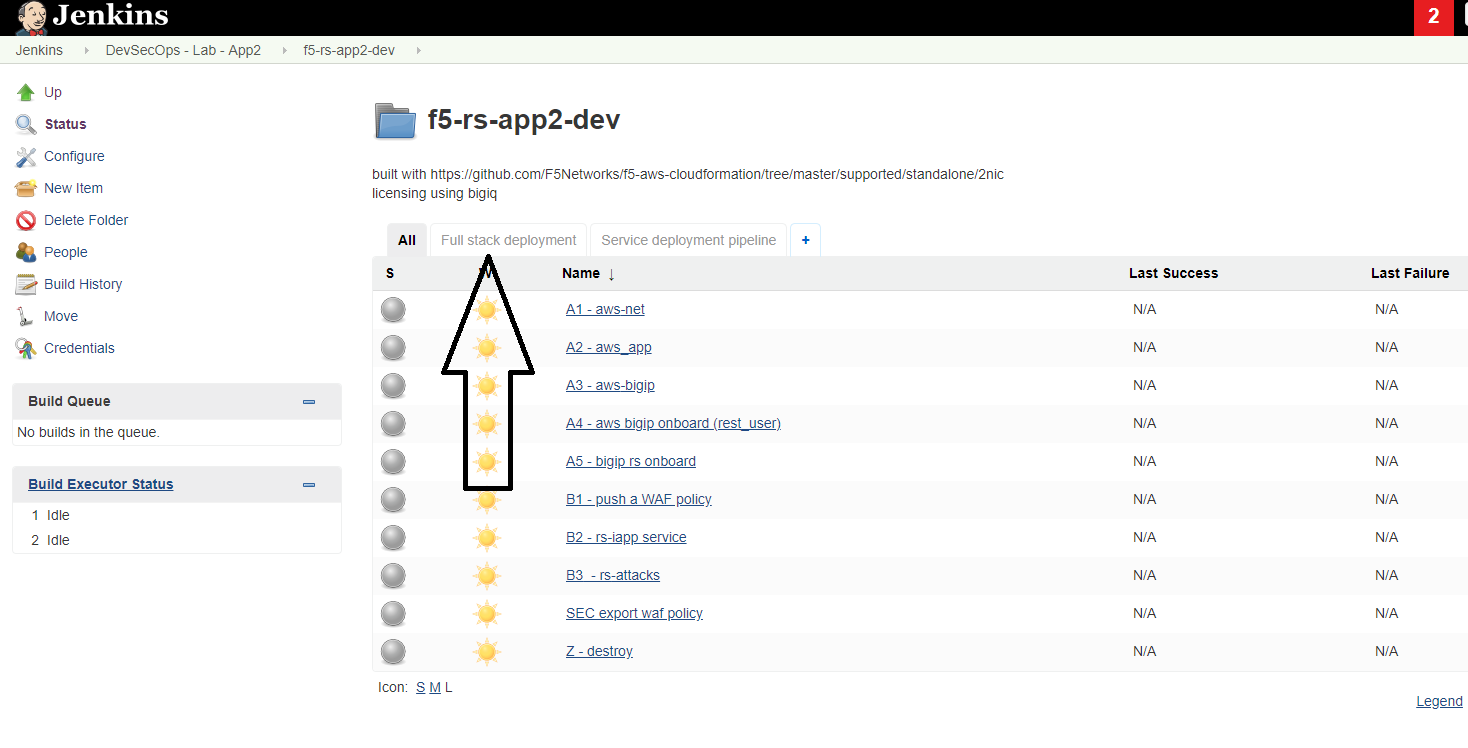 Jenkins
2
Jenkins DevSecOps - Lab - App2 f5-rs-app2-dev
Up
Status
Configure
New Item
Delete Folder
People
Build History
Move
Credentials
Build Queue
No builds in the queue.
Build Executor Status
1 Idle
2 Idle
f5-rs-app2-dev
built with https://github.com/F5Networks/f5-aws-cloudformation/tree/master/supported/standalone/2nic
licensing using bigiq
All Full stack deployment Service deployment pipeline +
S W Name ↓ Last Success Last Failure
A1 - aws-net N/A N/A
A2 - aws_app N/A N/A
A3 - aws-bigip N/A N/A
A4 - aws bigip onboard (rest_user) N/A N/A
A5 - bigip rs onboard N/A N/A
B1 - push a WAF policy N/A N/A
B2 - rs-iapp service N/A N/A
B3 - rs-attacks N/A N/A
SEC export waf policy N/A N/A
Z - destroy N/A N/A
Icon: S M L
Legend